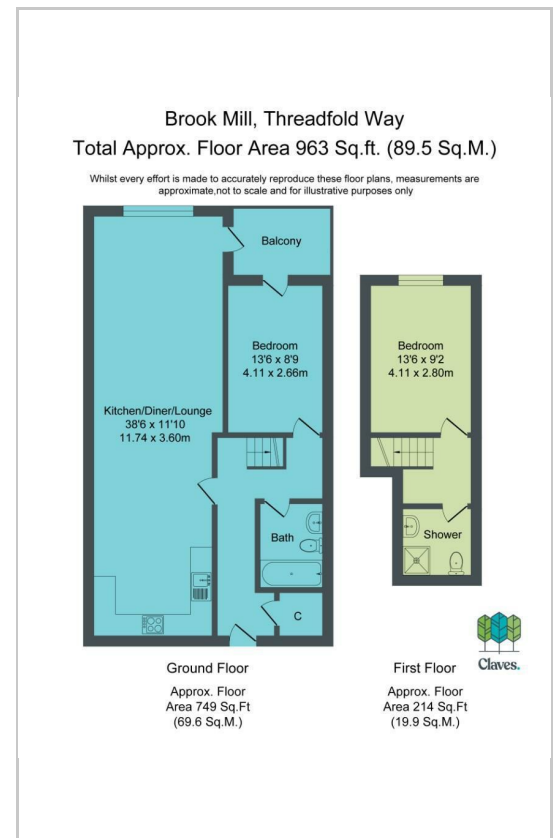 Brook Mill, Threadfold Way
Total Approx. Floor Area 963 Sq.ft. (89.5 Sq.M.)
Whilst every effort is made to accurately reproduce these floor plans, measurements are
approximate,not to scale and for illustrative purposes only
Balcony
Bedroom
13'6 x 8'9
4.11 x 2.66m
Kitchen/Diner/Lounge
38'6 x 11'10
11.74 x 3.60m
Bath
C
Bedroom
13'6 x 9'2
4.11 x 2.80m
Shower
Claves.
Ground Floor
Approx. Floor
Area 749 Sq.Ft
(69.6 Sq.M.)
First Floor
Approx. Floor
Area 214 Sq.Ft
(19.9 Sq.M.)